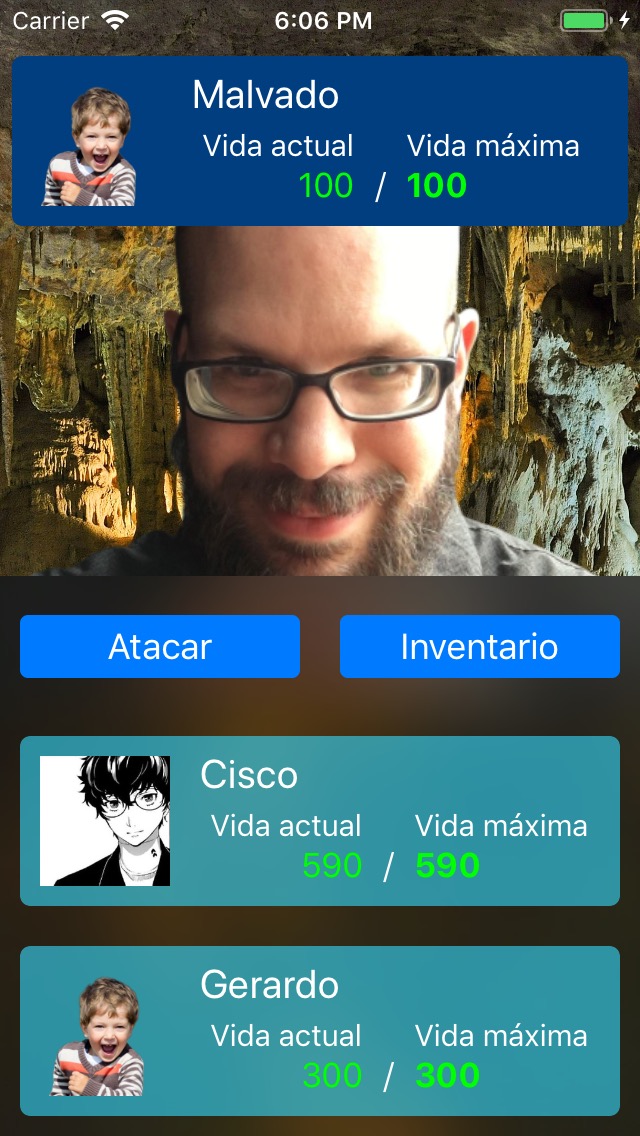 Carrier 6:06 PM
Malvado
Vida actual Vida máxima
100 / 100
Atacar Inventario
Cisco
Vida actual Vida máxima
590 / 590
Gerardo
Vida actual Vida máxima
300 / 300